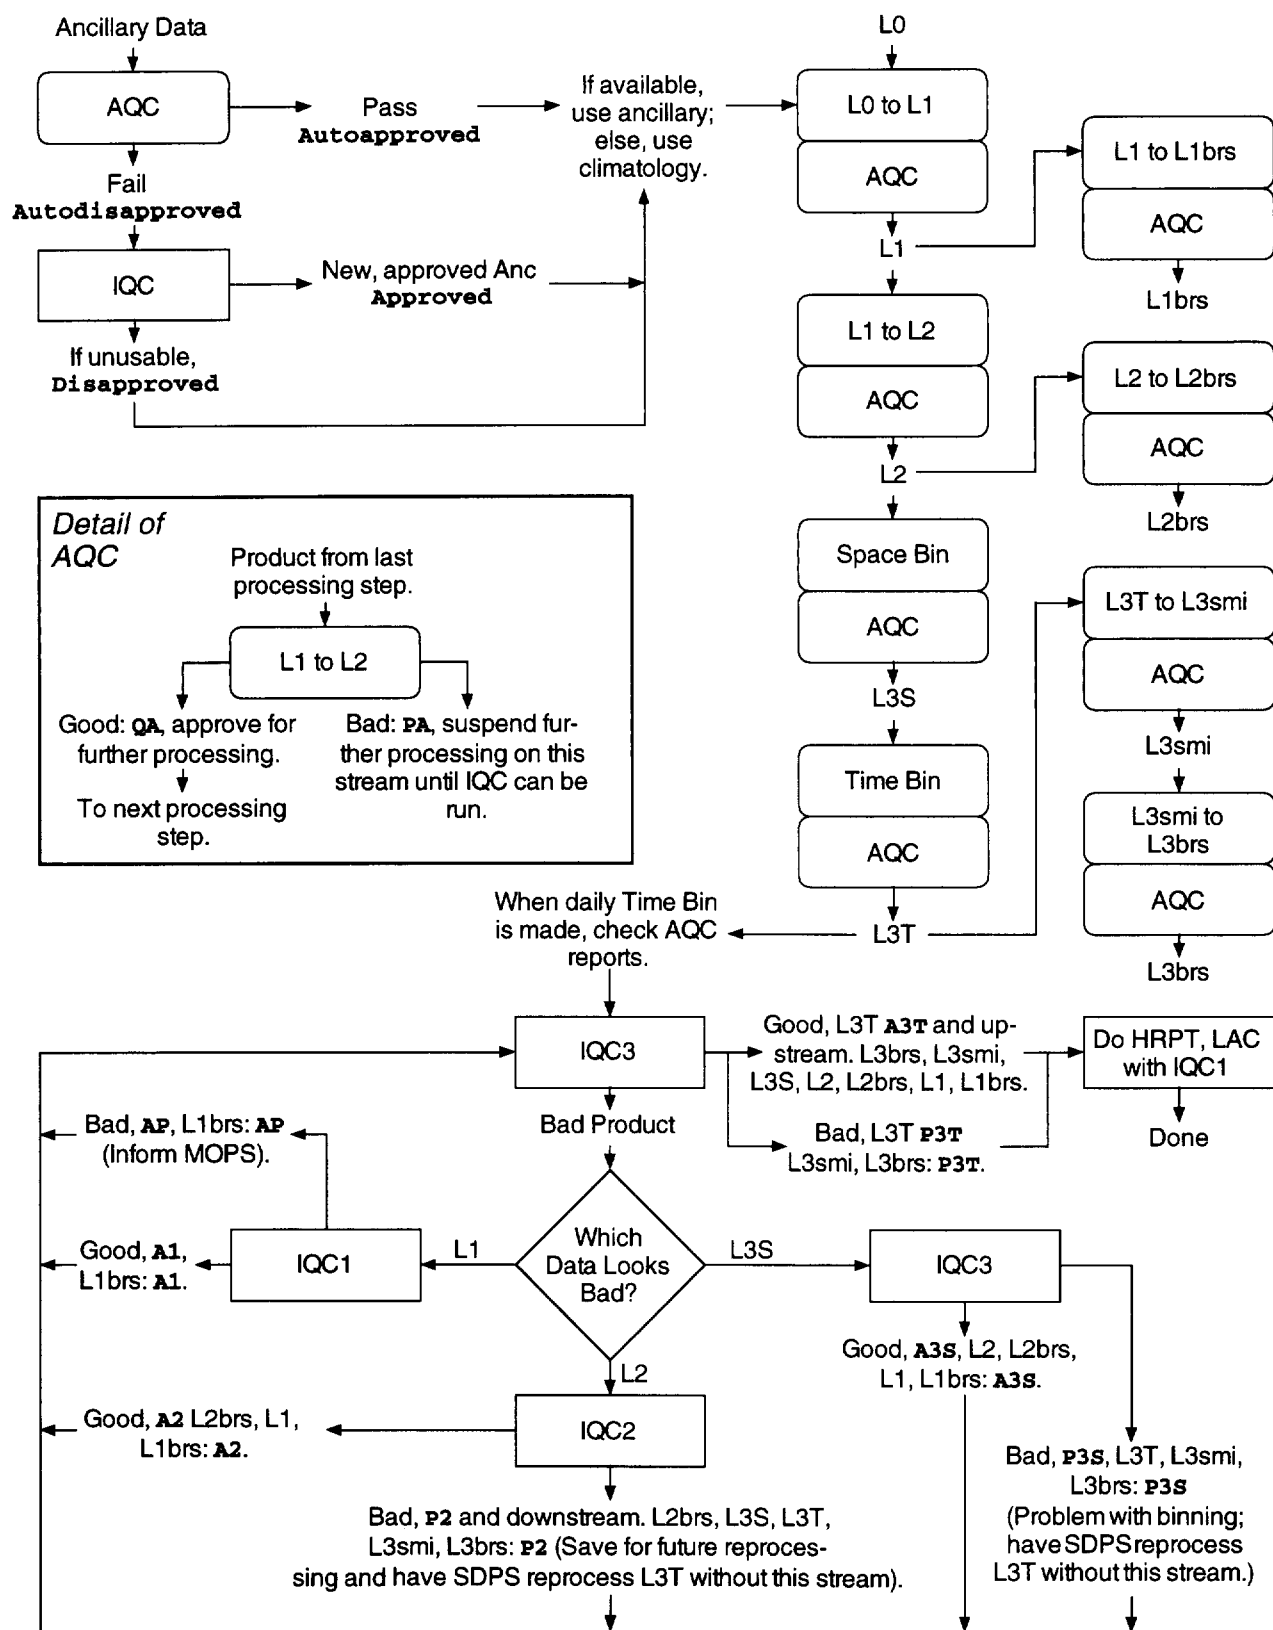 Ancillary Data
AQC
Pass
Autoapproved
If available,
use ancillary;
else, use
climatology.
Fail
Autodisapproved
IQC
New, approved Anc
Approved
If unusable,
Disapproved
L0
L0 to L1
AQC
L1
L1 to L1brs
AQC
L1brs
L1 to L2
AQC
L2
L2 to L2brs
AQC
L2brs
Space Bin
AQC
L3S
Time Bin
AQC
L3T
L3T to L3smi
AQC
L3smi
L3smi to
L3brs
AQC
L3brs
Detail of
AQC
Product from last
processing step.
L1 to L2
Good: QA, approve for
further processing.
To next processing
step.
Bad: PA, suspend fur-
ther processing on this
stream until IQC can be
run.
When daily Time Bin
is made, check AQC
reports.
IQC3
Good, L3T A3T and up-
stream. L3brs, L3smi,
L3S, L2, L2brs, L1, L1brs.
Bad, L3T P3T
L3smi, L3brs: P3T.
Do HRPT, LAC
with IQC1
Done
Bad Product
Which
Data Looks
Bad?
L1
IQC1
Bad, AP, L1brs: AP
(Inform MOPS).
Good, A1,
L1brs: A1.
L3S
IQC3
Good, A3S, L2, L2brs,
L1, L1brs: A3S.
Bad, P3S, L3T, L3smi,
L3brs: P3S
(Problem with binning;
have SDPS reprocess
L3T without this stream.)
L2
IQC2
Good, A2 L2brs, L1,
L1brs: A2.
Bad, P2 and downstream. L2brs, L3S, L3T,
L3smi, L3brs: P2 (Save for future reproces-
sing and have SDPS reprocess L3T without this stream).